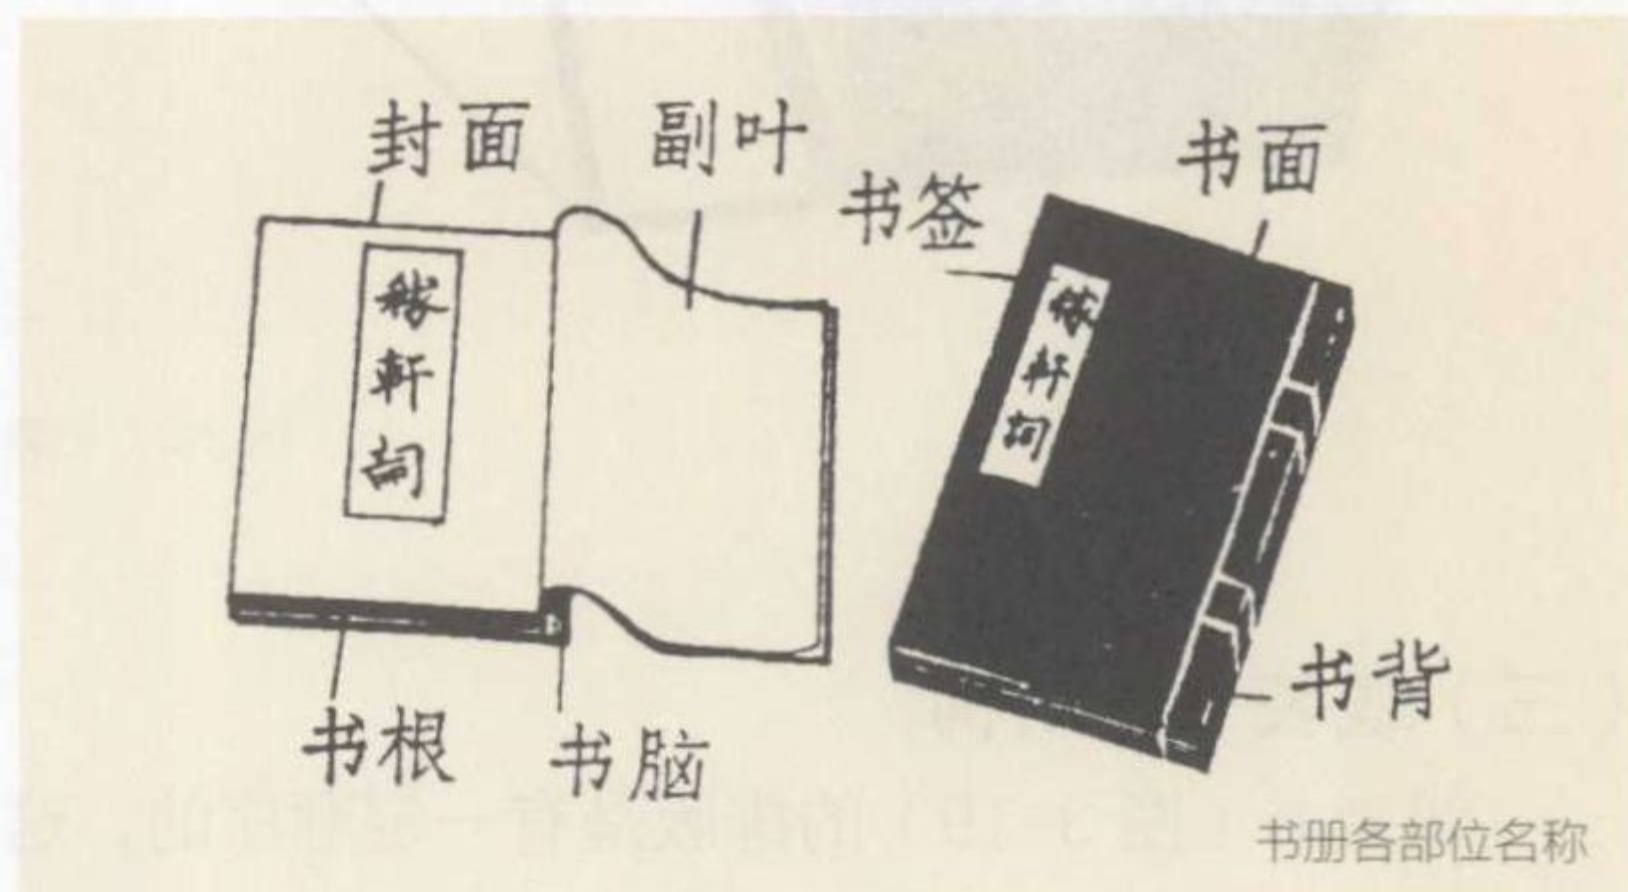 封面
副叶
稼軒詞
书根
书脑
书签
书面
稼軒詞
书背
书册各部位名称